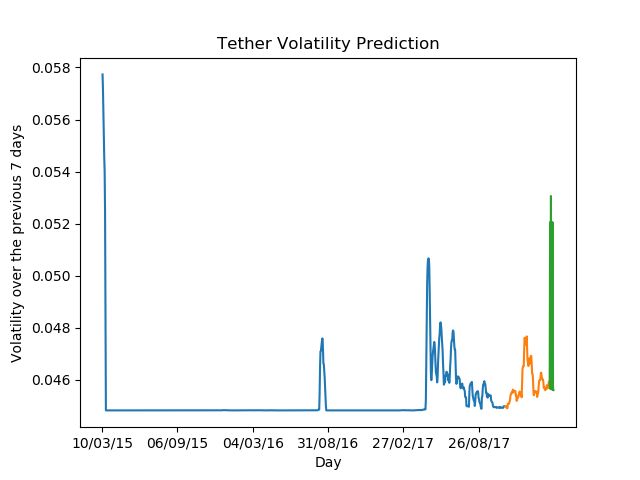 Tether Volatility Prediction
Volatility over the previous 7 days
0.058
0.056
0.054
0.052
0.050
0.048
0.046
10/03/15 06/09/15 04/03/16 31/08/16 27/02/17 26/08/17
Day